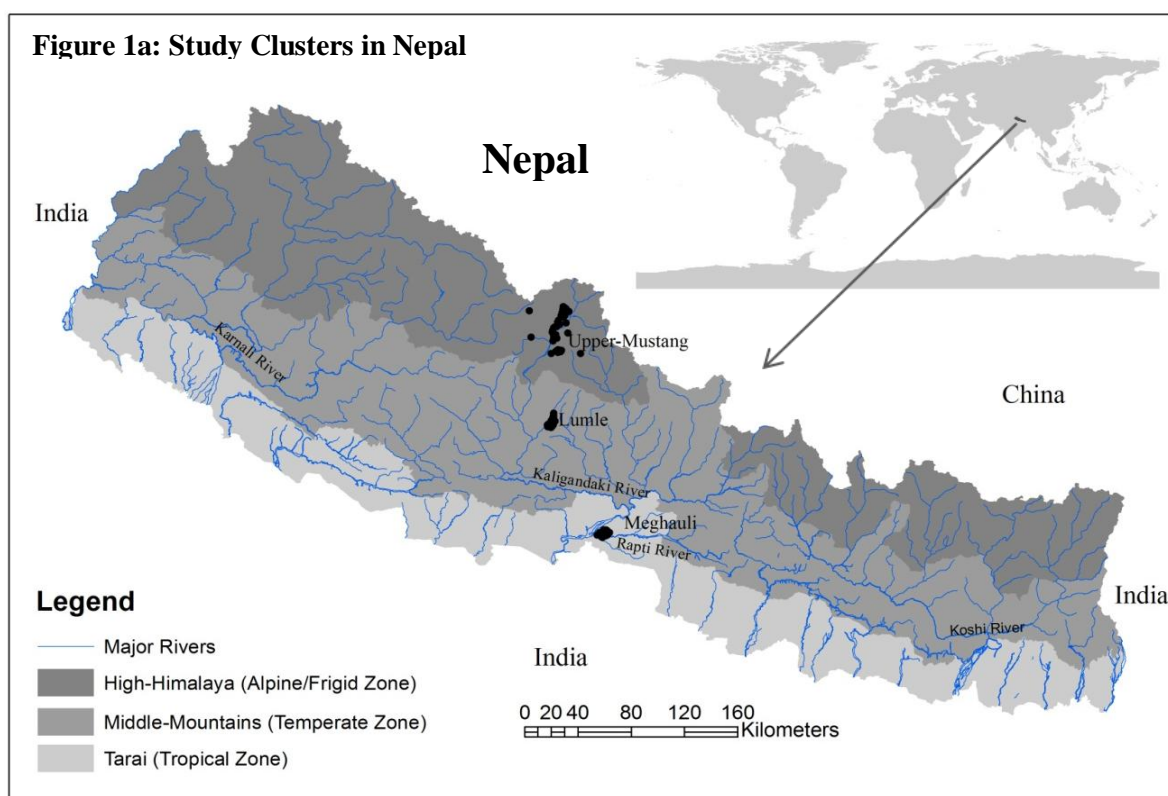 Figure 1a: Study Clusters in Nepal
Nepal
India
Upper-Mustang
Karnall River
China
Lumle
Kaligandaki River
Meghauli
Rapti River
Legend
India
Koshi River
Major Rivers
India
High-Himalaya (Alpine/Frigid Zone)
Middle-Mountains (Temperate Zone)
0 20 40 80 120 160
Kilometers
Tarai (Tropical Zone)